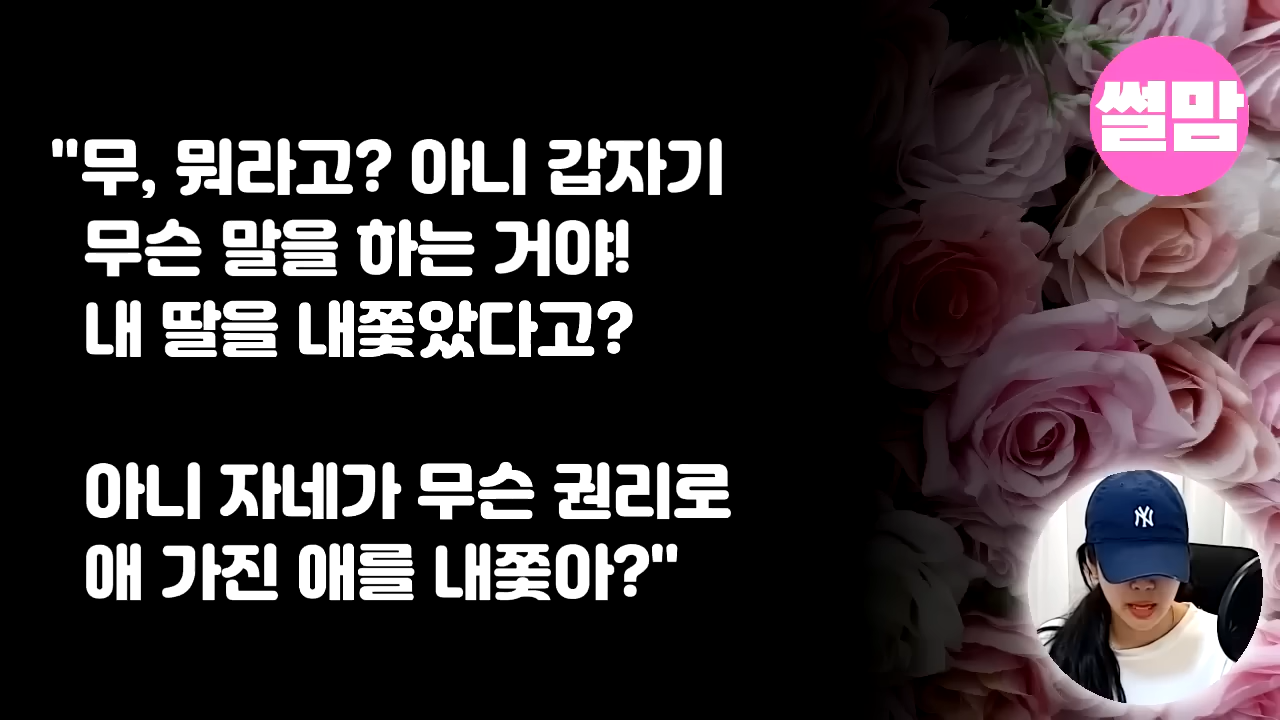 썰맘
"무, 뭐라고? 아니 갑자기
무슨 말을 하는 거야!
내 딸을 내쫓았다고?
아니 자네가 무슨 권리로
애 가진 애를 내쫓아?"
NY